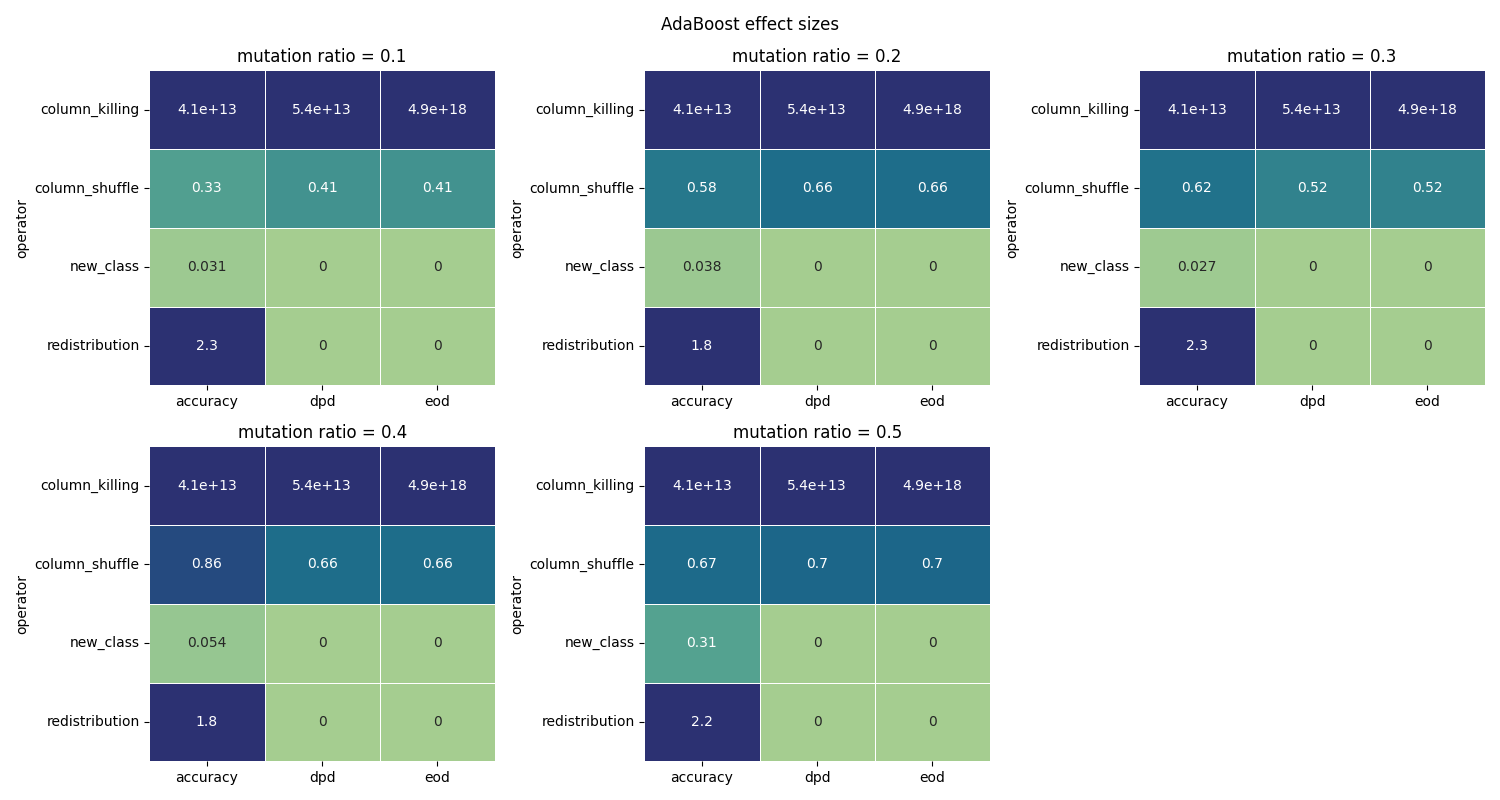 AdaBoost effect sizes
mutation ratio = 0.1
operator
column_killing 4.1e+13 5.4e+13 4.9e+18
column_shuffle 0.33 0.41 0.41
new_class 0.031 0 0
redistribution 2.3 0 0
accuracy dpd eod
mutation ratio = 0.2
operator
column_killing 4.1e+13 5.4e+13 4.9e+18
column_shuffle 0.58 0.66 0.66
new_class 0.038 0 0
redistribution 1.8 0 0
accuracy dpd eod
mutation ratio = 0.3
operator
column_killing 4.1e+13 5.4e+13 4.9e+18
column_shuffle 0.62 0.52 0.52
new_class 0.027 0 0
redistribution 2.3 0 0
accuracy dpd eod
mutation ratio = 0.4
operator
column_killing 4.1e+13 5.4e+13 4.9e+18
column_shuffle 0.86 0.66 0.66
new_class 0.054 0 0
redistribution 1.8 0 0
accuracy dpd eod
mutation ratio = 0.5
operator
column_killing 4.1e+13 5.4e+13 4.9e+18
column_shuffle 0.67 0.7 0.7
new_class 0.31 0 0
redistribution 2.2 0 0
accuracy dpd eod